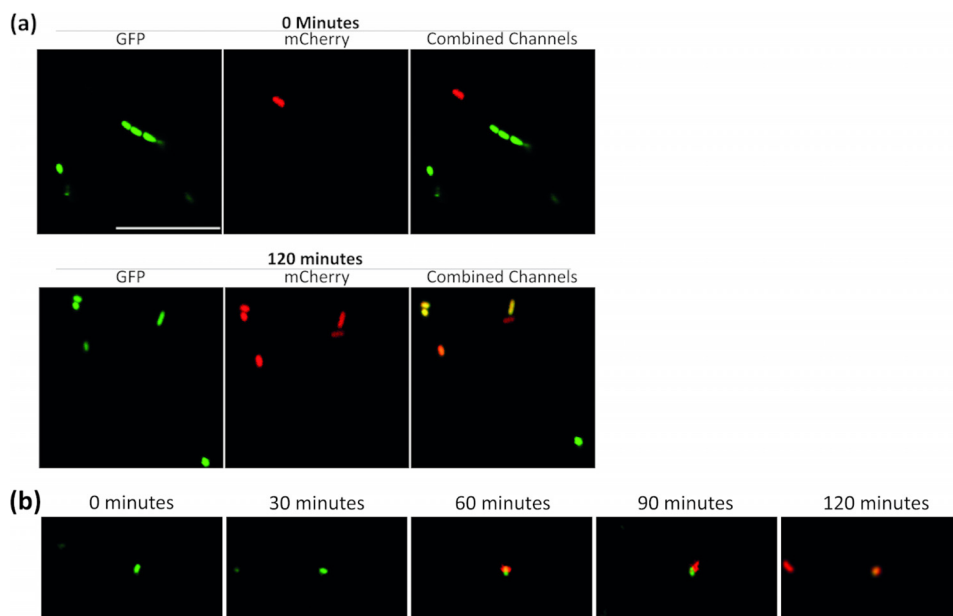 (a)
0 Minutes
GFP mCherry Combined Channels
120 minutes
GFP mCherry Combined Channels
(b)
0 minutes 30 minutes 60 minutes 90 minutes 120 minutes